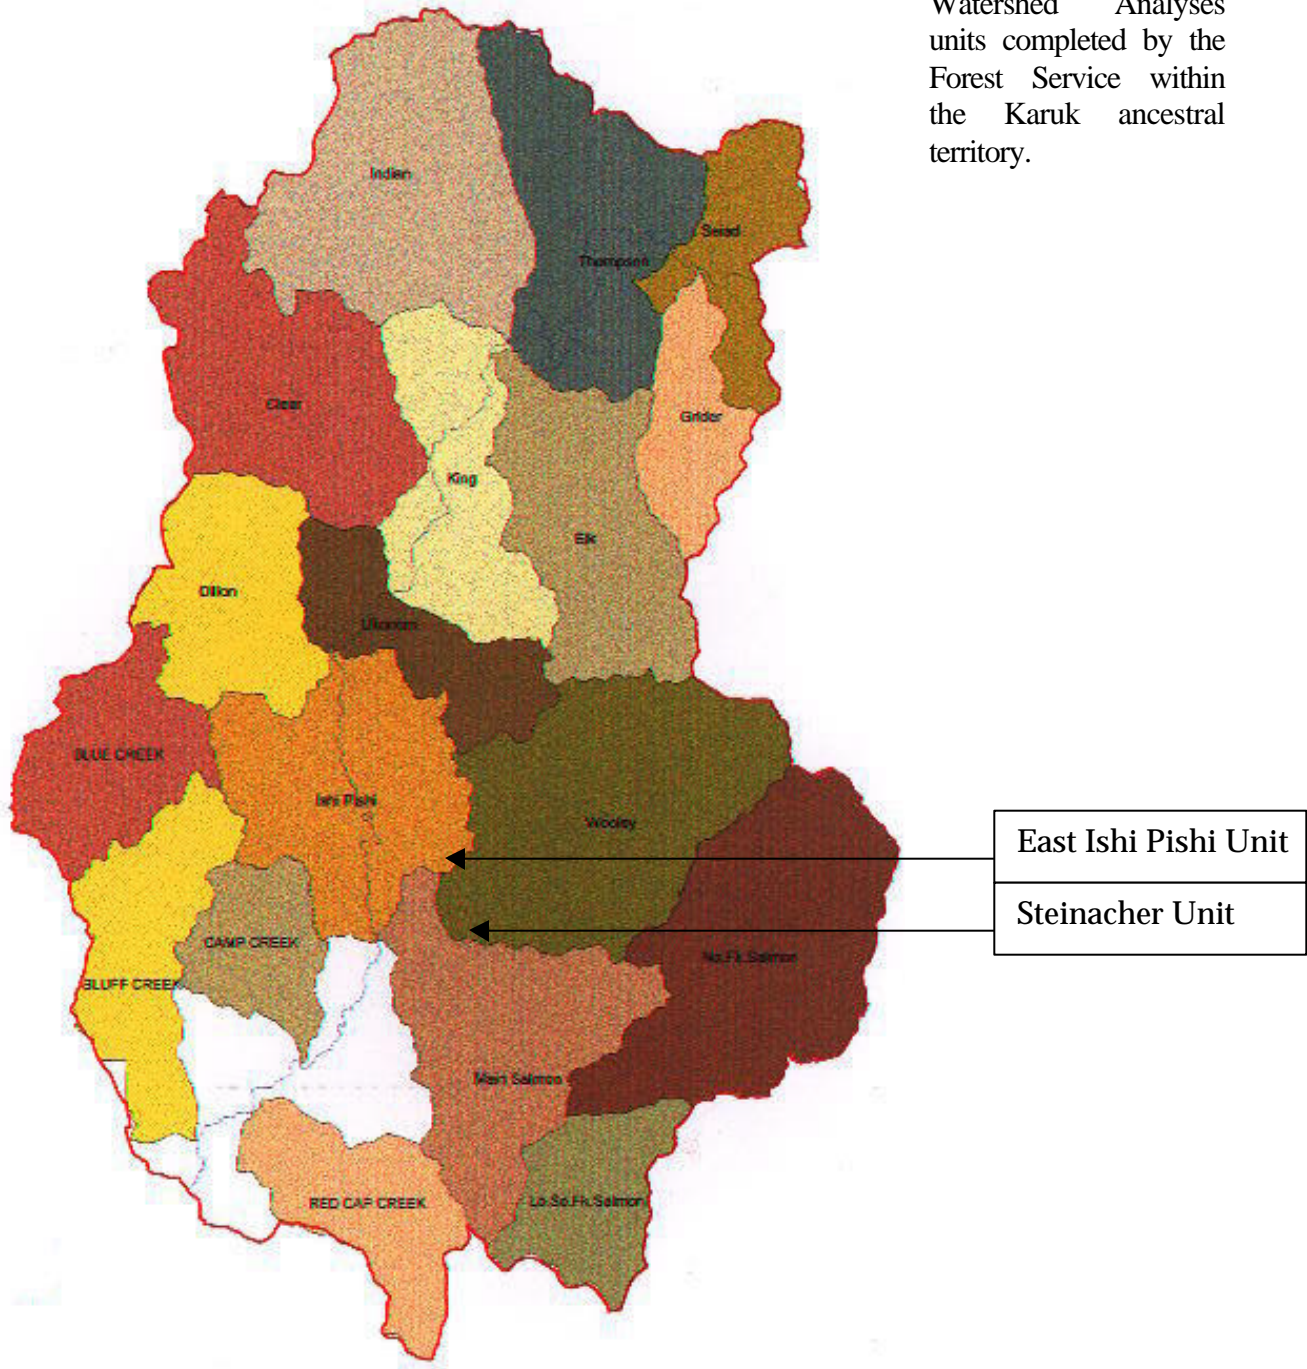 Watershed Analyses
units completed by the
Forest Service within
the Karuk ancestral
territory.
Indian
Seiad
Thompson
Clear
Grider
King
Elk
Dillon
Ukonom
BLUE CREEK
Ishi Pishi
Wooley
East Ishi Pishi Unit
Steinacher Unit
CAMP CREEK
No.Fk.Salmon
BLUFF CREEK
Main Salmon
RED CAP CREEK
Lo.So.Fk.Salmon